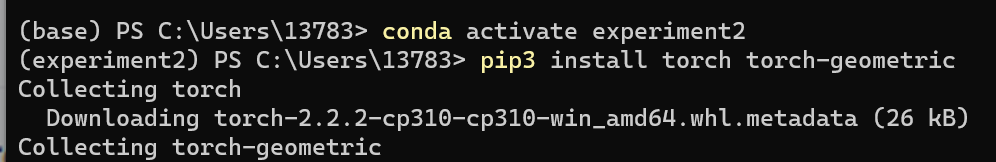 (base) PS C:\Users\13783> conda activate experiment2
(experiment2) PS C:\Users\13783> pip3 install torch torch-geometric
Collecting torch
  Downloading torch-2.2.2-cp310-cp310-win_amd64.whl.metadata (26 kB)
Collecting torch-geometric